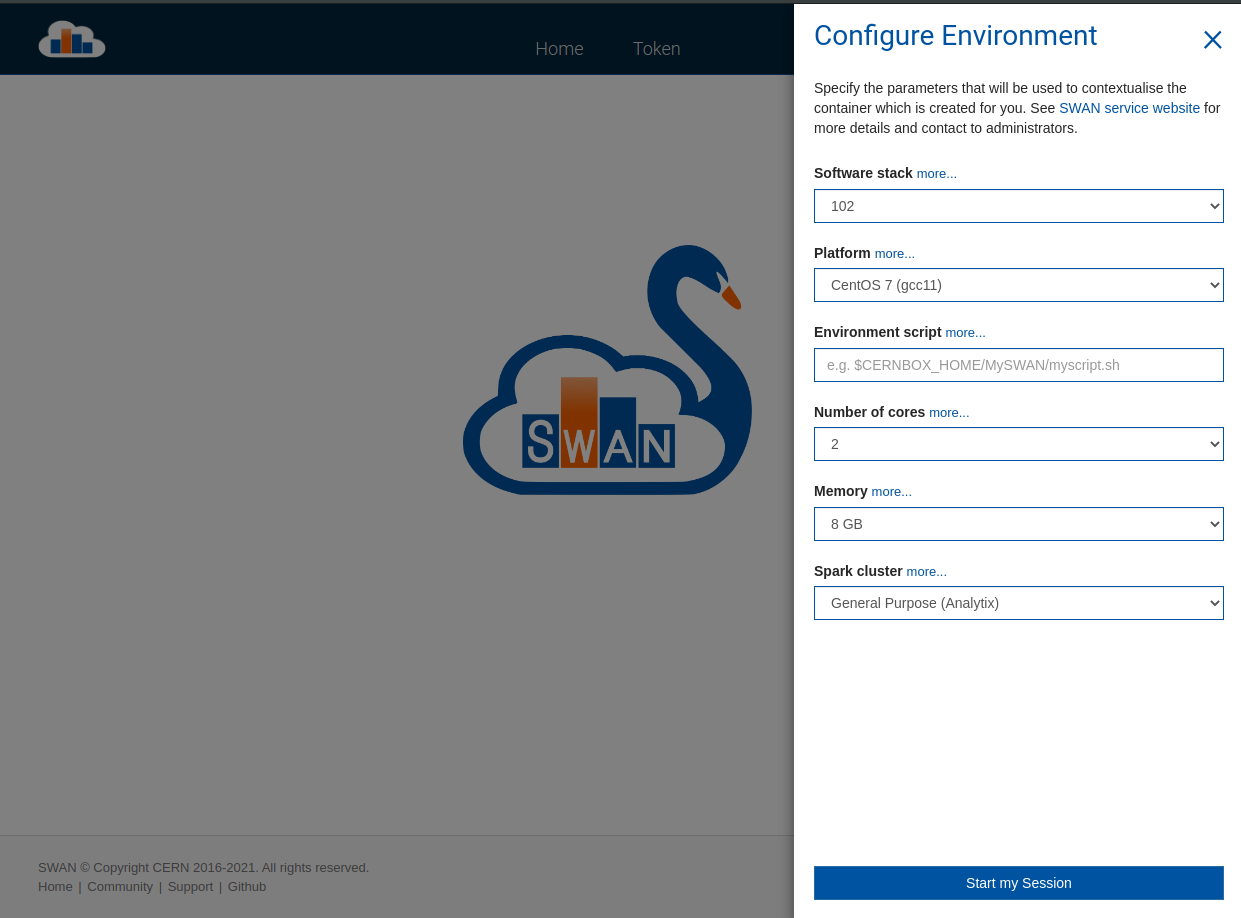 Home Token
SWAN
SWAN © Copyright CERN 2016-2021. All rights reserved.
Home | Community | Support | Github
Configure Environment
Specify the parameters that will be used to contextualise the
container which is created for you. See SWAN service website for
more details and contact to administrators.
Software stack more...
102
Platform more...
CentOS 7 (gcc11)
Environment script more...
e.g. $CERNBOX_HOME/MySWAN/myscript.sh
Number of cores more...
2
Memory more...
8 GB
Spark cluster more...
General Purpose (Analytix)
Start my Session